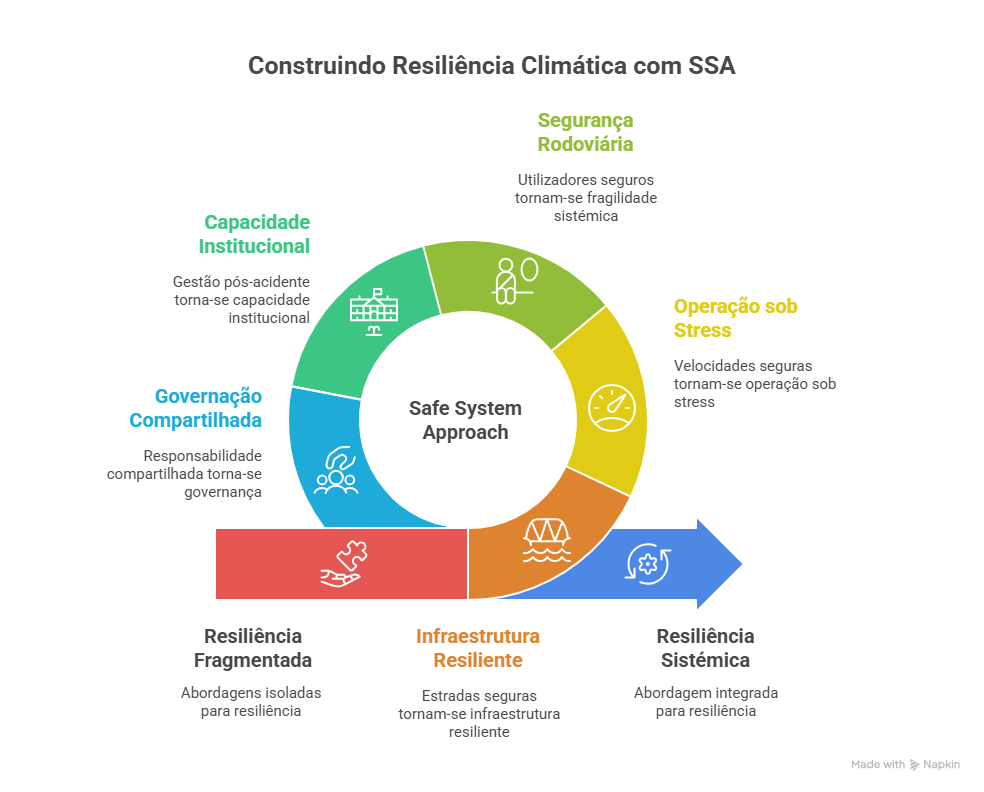 Construindo Resiliência Climática com SSA
Segurança
Rodoviária
Utilizadores seguros
tornam-se fragilidade
sistémica
Capacidade
Institucional
Gestão pós-acidente
torna-se capacidade
institucional
Operação sob
Stress
Velocidades seguras
tornam-se operação sob
stress
Governação
Compartilhada
Responsabilidade
compartilhada torna-se
governança
Safe System
Approach
Resiliência
Fragmentada
Abordagens isoladas
para resiliência
Infraestrutura
Resiliente
Estradas seguras
tornam-se infraestrutura
resiliente
Resiliência
Sistémica
Abordagem integrada
para resiliência
Made with Napkin